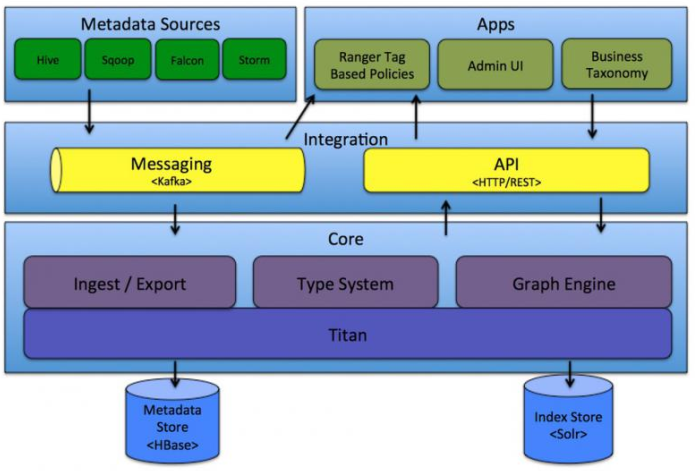 Metadata Sources
Hive
Sqoop
Falcon
Storm
Apps
Ranger Tag
Based Policies
Admin UI
Business
Taxonomy
Integration
Messaging
<Kafka>
API
<HTTP/REST>
Core
Ingest / Export
Type System
Graph Engine
Titan
Metadata
Store
<HBase>
Index Store
<Solr>